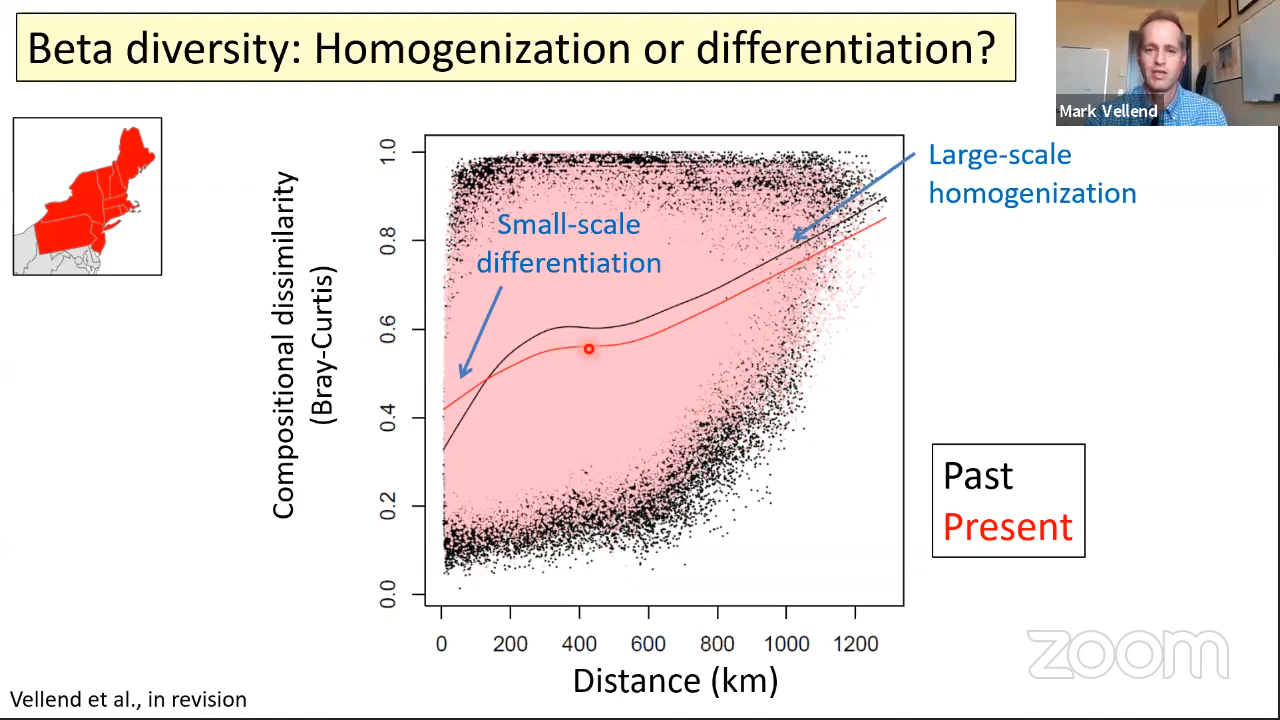 Beta diversity: Homogenization or differentiation?
Mark Vellend
Large-scale
homogenization
Small-scale
differentiation
Compositional dissimilarity
(Bray-Curtis)
1.0
0.8
0.6
0.4
0.2
0.0
0 200 400 600 800 1000 1200
Distance (km)
Past
Present
zoom
Vellend et al., in revision